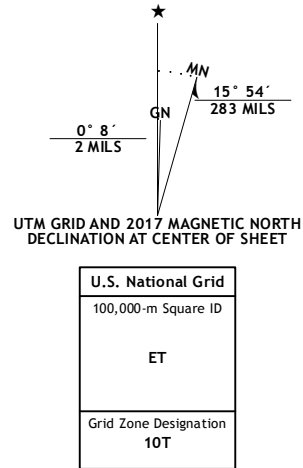 ★
MN
GN
15° 54´
283 MILS
0° 8´
2 MILS
UTM GRID AND 2017 MAGNETIC NORTH
DECLINATION AT CENTER OF SHEET
U.S. National Grid
100,000-m Square ID
ET
Grid Zone Designation
10T